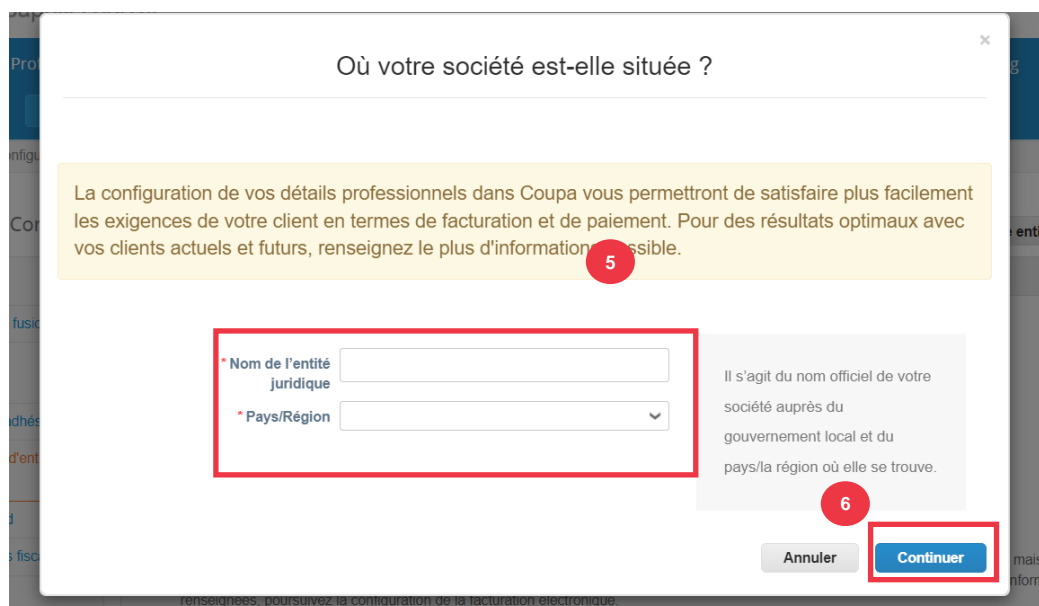 ×
Où votre société est-elle située ?
La configuration de vos détails professionnels dans Coupa vous permettront de satisfaire plus facilement
les exigences de votre client en termes de facturation et de paiement. Pour des résultats optimaux avec
vos clients actuels et futurs, renseignez le plus d'informations possible.
5
* Nom de l'entité
juridique
* Pays/Région
Il s'agit du nom officiel de votre
société auprès du
gouvernement local et du
pays/la région où elle se trouve.
6
Annuler
Continuer
renseignées, poursuivez la configuration de la facturation électronique.